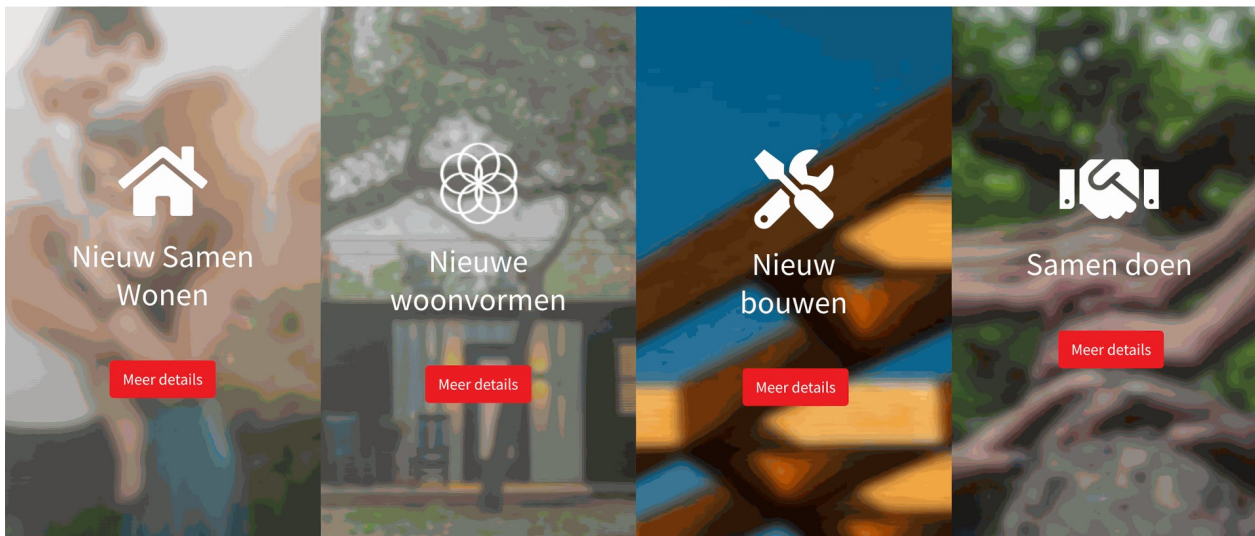 Nieuw Samen
Wonen
Meer details
Nieuwe
woonvormen
Meer details
Nieuw
bouwen
Meer details
Samen doen
Meer details